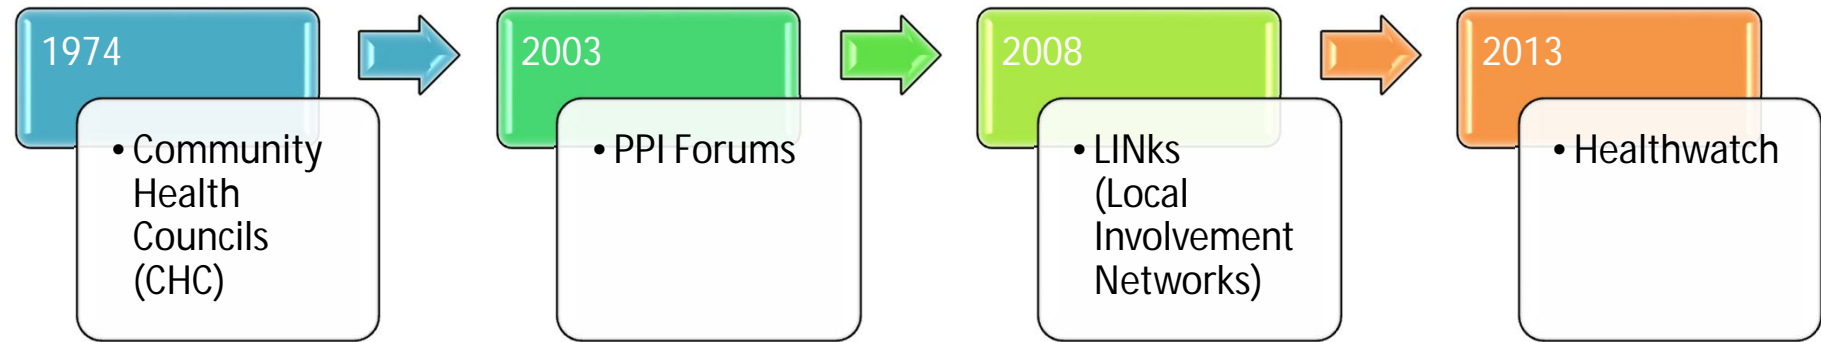 1974
• Community
Health
Councils
(CHC)
2003
• PPI Forums
2008
• LINks
(Local
Involvement
Networks)
2013
• Healthwatch